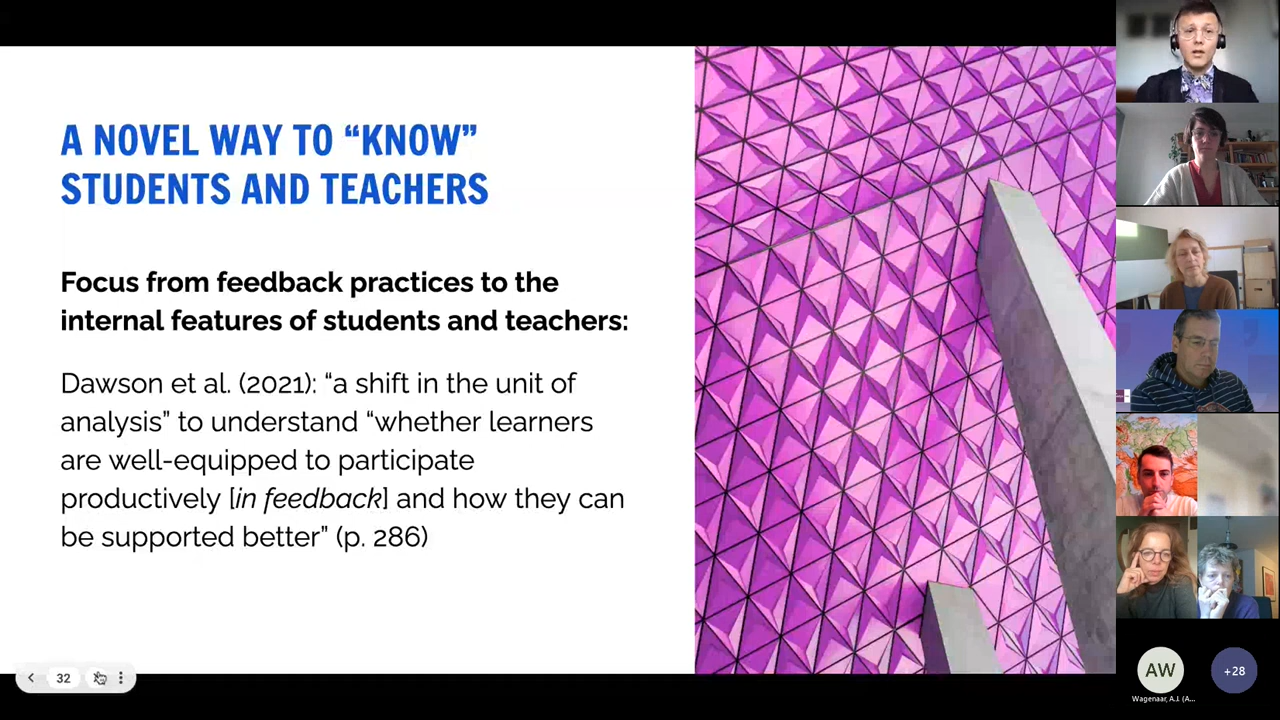 A NOVEL WAY TO “KNOW”
STUDENTS AND TEACHERS
Focus from feedback practices to the
internal features of students and teachers:
Dawson et al. (2021): “a shift in the unit of
analysis” to understand “whether learners
are well-equipped to participate
productively [in feedback] and how they can
be supported better” (p. 286)
32
AW
Wagenaar, A.I. (A...
+28